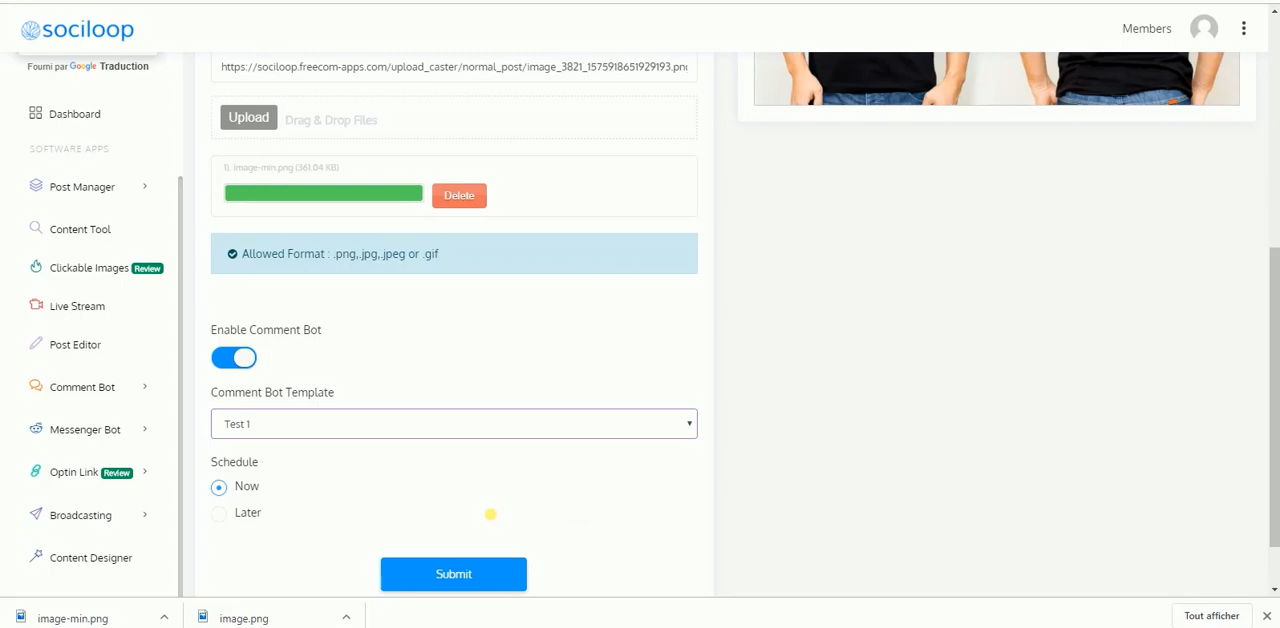 sociloop
Members
Fourni par Google Traduction
Dashboard
SOFTWARE APPS
Post Manager
Content Tool
Clickable Images Review
Live Stream
Post Editor
Comment Bot
Messenger Bot
Optin Link Review
Broadcasting
Content Designer
https://sociloop.freecom-apps.com/upload_caster/normal_post/image_3821_1575918651929193.png
Upload Drag & Drop Files
1). image-min.png (361.04 KB)
Delete
Allowed Format : .png,.jpg,.jpeg or .gif
Enable Comment Bot
Comment Bot Template
Test 1
Schedule
Now
Later
Submit
image-min.png
image.png
Tout afficher